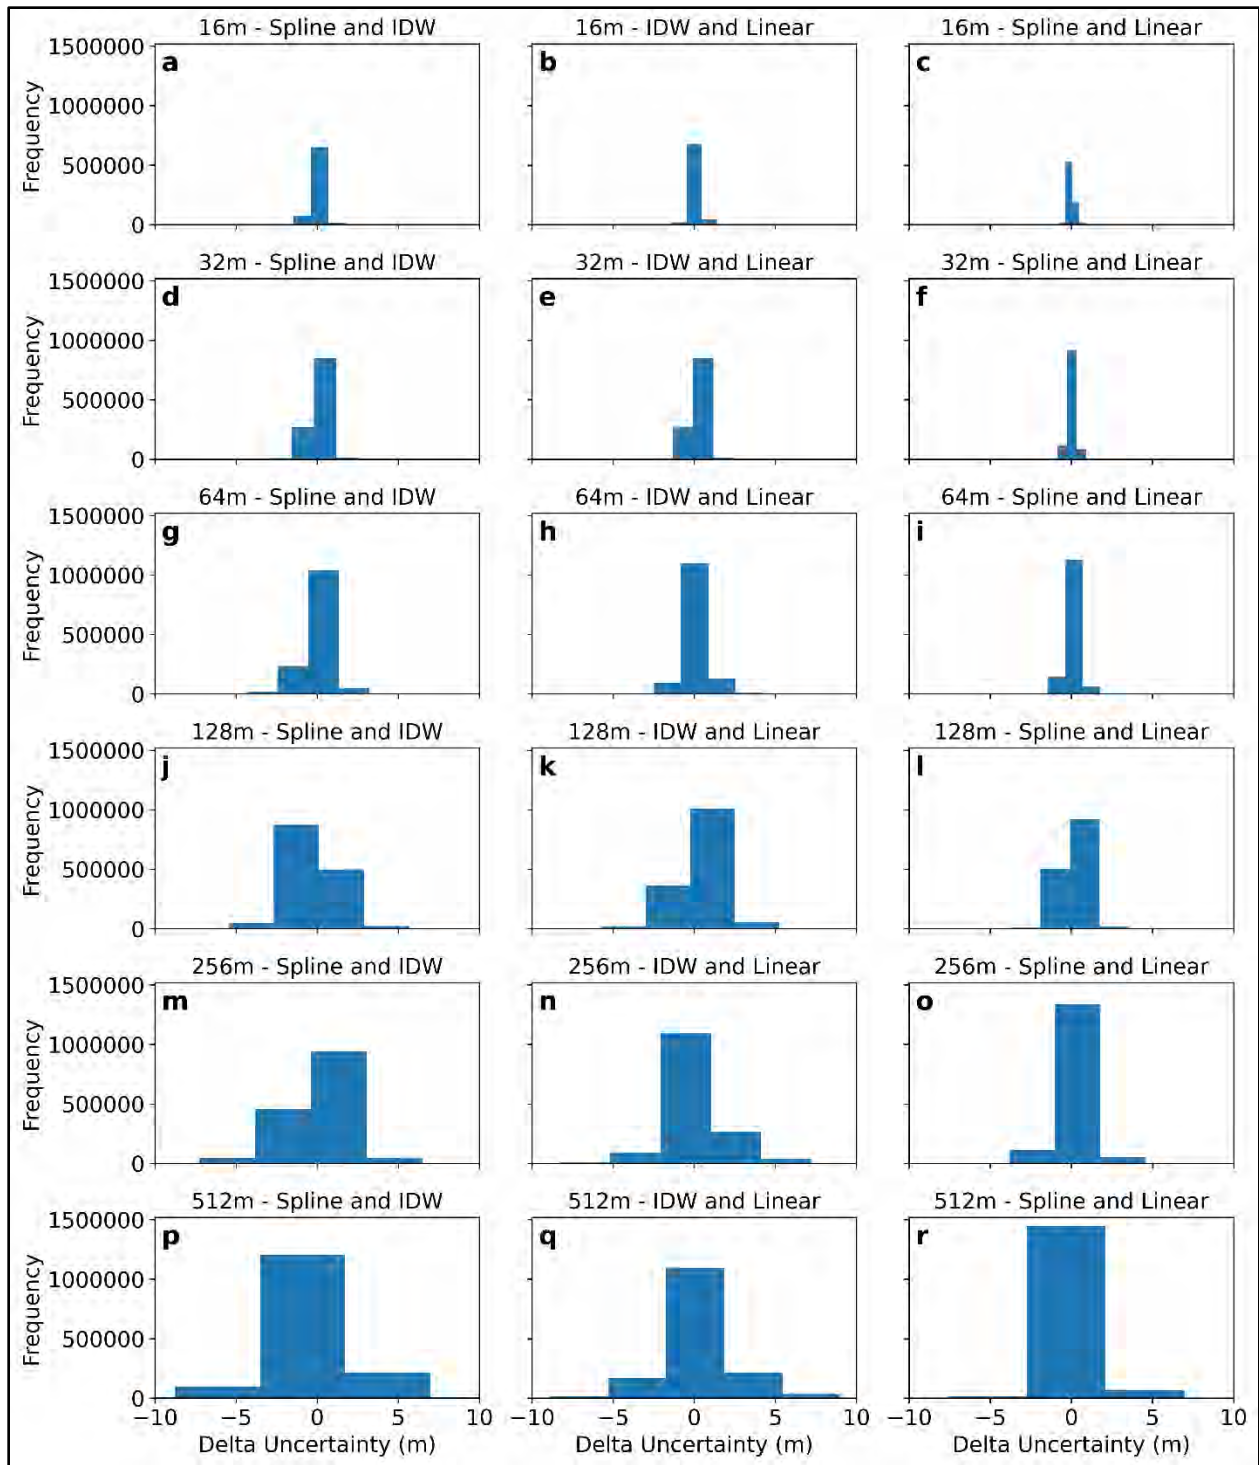 16m - Spline and IDW 16m - IDW and Linear 16m - Spline and Linear
1500000
a b c
1000000
Frequency
500000
0
32m - Spline and IDW 32m - IDW and Linear 32m - Spline and Linear
1500000
d e f
1000000
Frequency
500000
0
−10 −5 0 5 10
64m - Spline and IDW 64m - IDW and Linear 64m - Spline and Linear
1500000
g h i
1000000
Frequency
500000
0
128m - Spline and IDW 128m - IDW and Linear 128m - Spline and Linear
1500000
j k l
1000000
Frequency
500000
0
256m - Spline and IDW 256m - IDW and Linear 256m - Spline and Linear
1500000
m n o
1000000
Frequency
500000
0
512m - Spline and IDW 512m - IDW and Linear 512m - Spline and Linear
1500000
p q r
1000000
Frequency
500000
0
−10 −5 0 5 10 −10 −5 0 5 10 −10 −5 0 5 10
Delta Uncertainty (m) Delta Uncertainty (m) Delta Uncertainty (m)